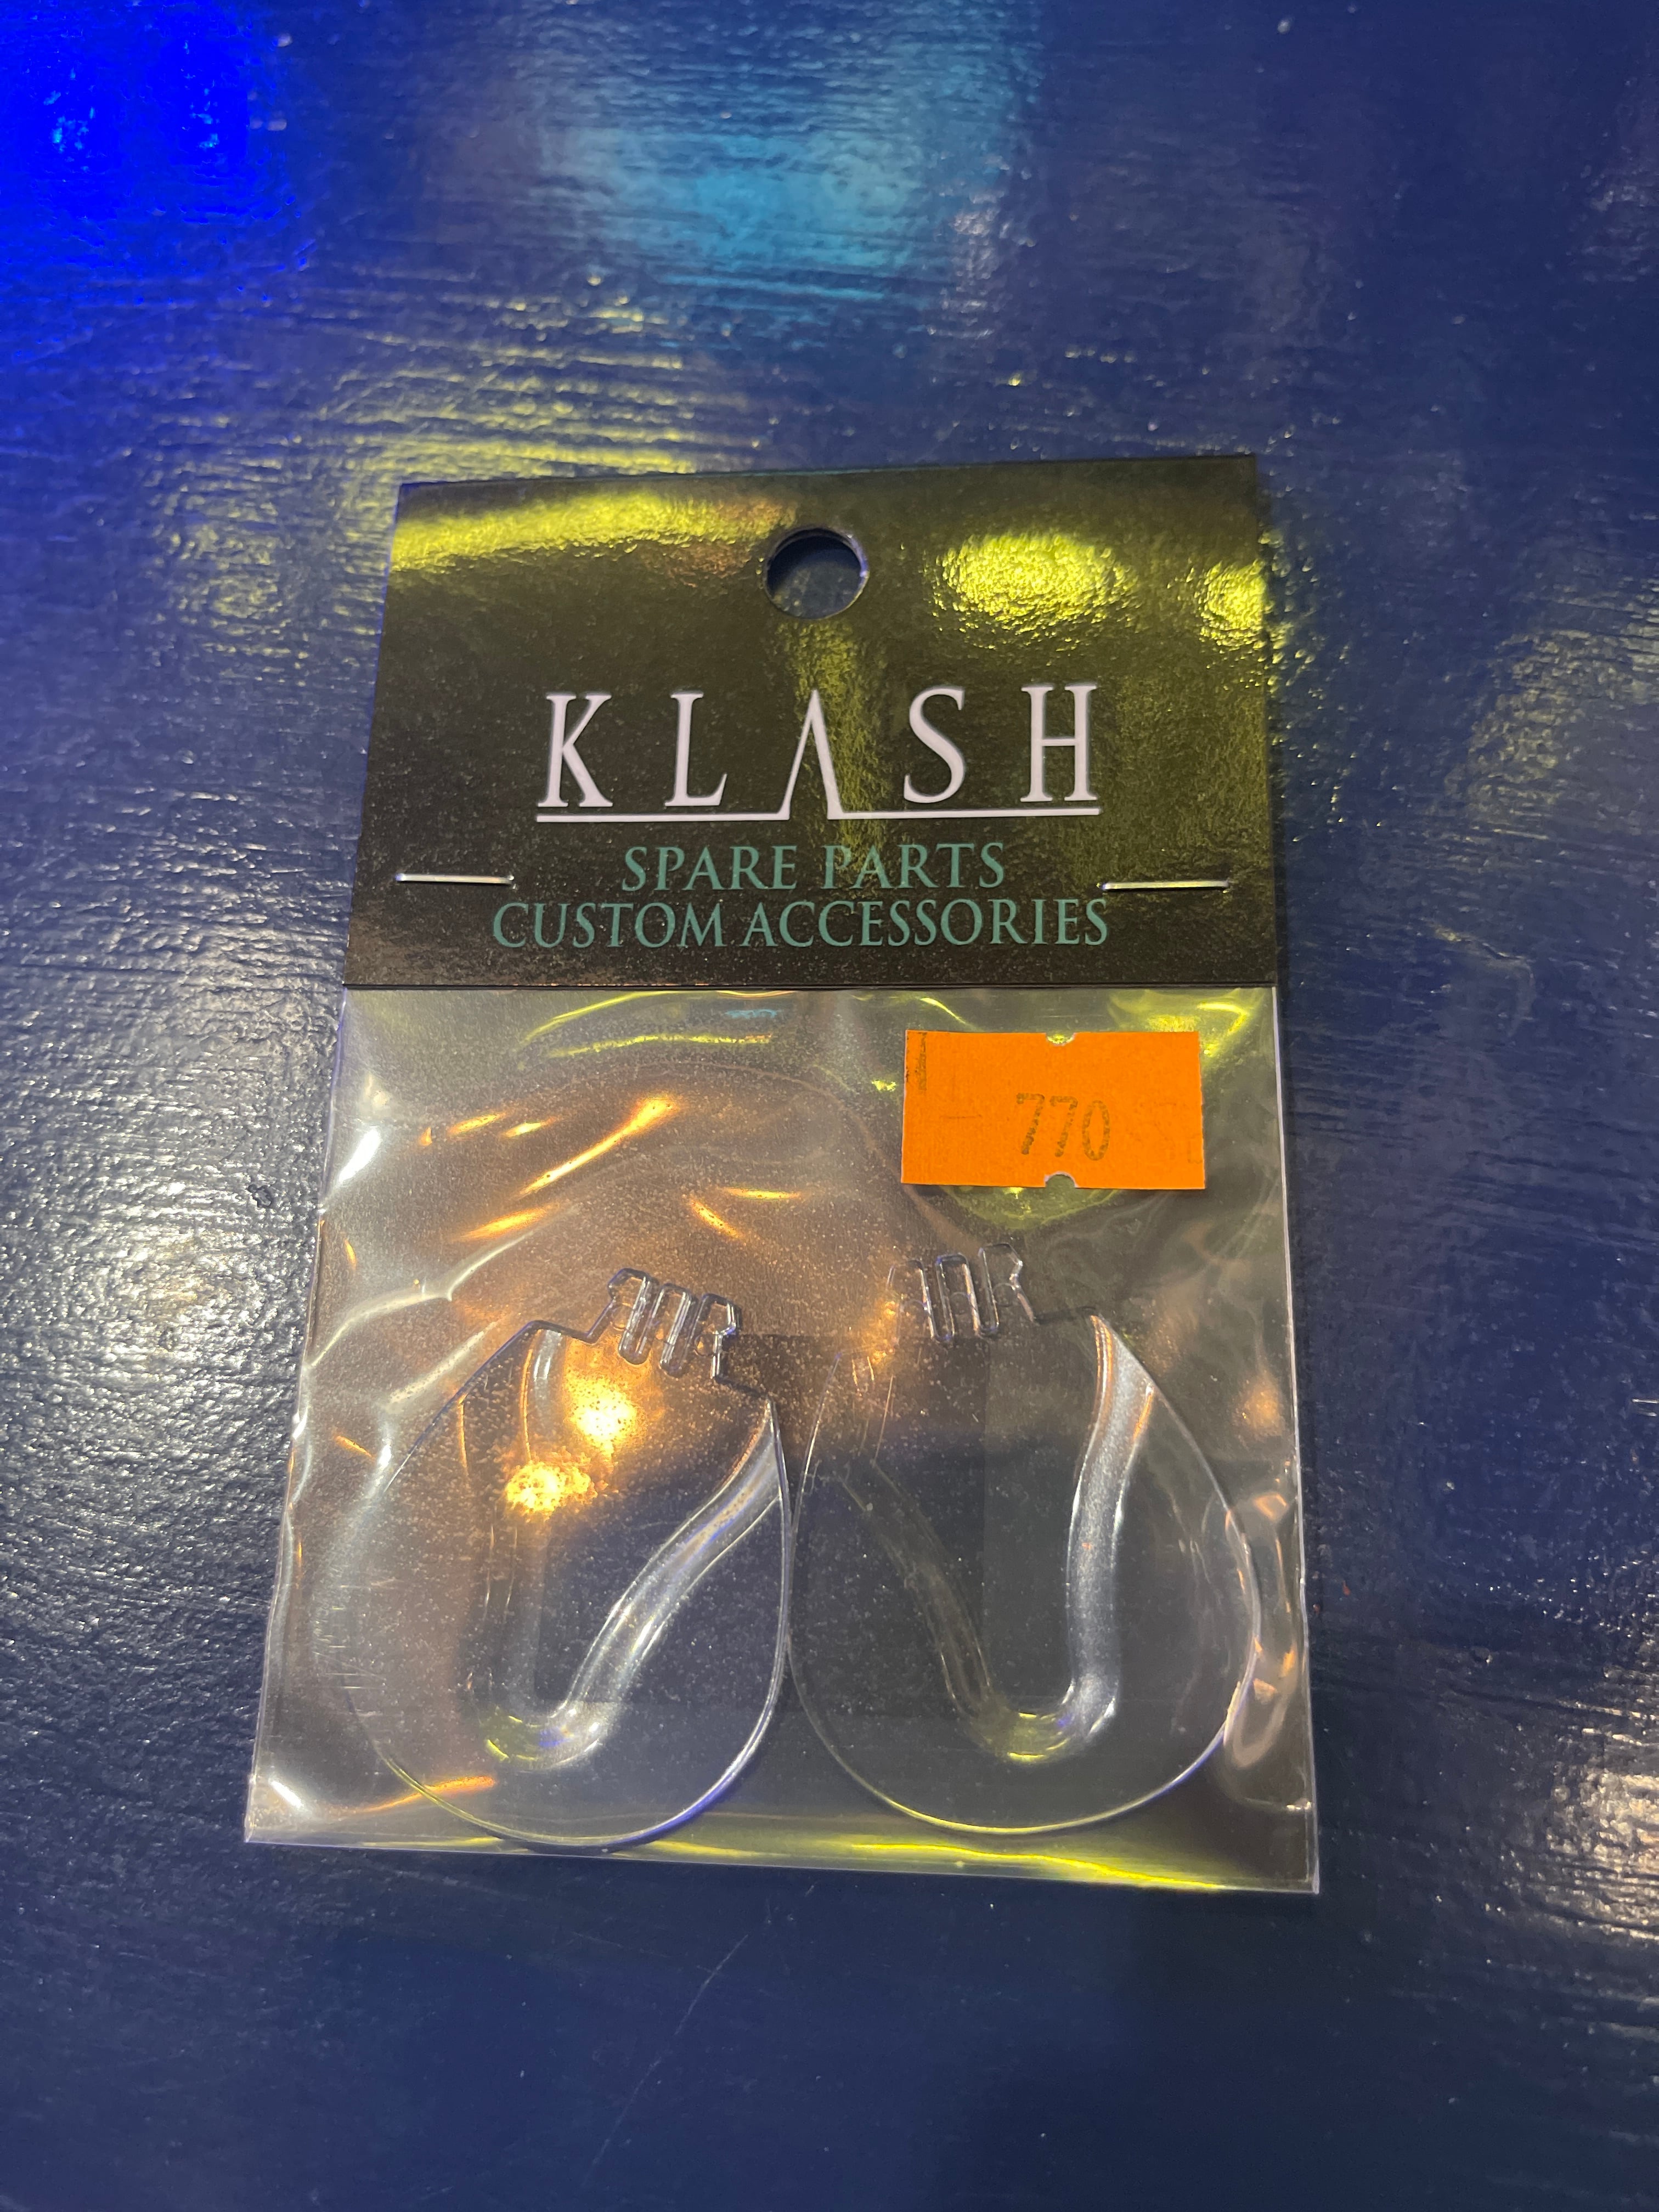 KLASH
SPARE PARTS
CUSTOM ACCESSORIES
770